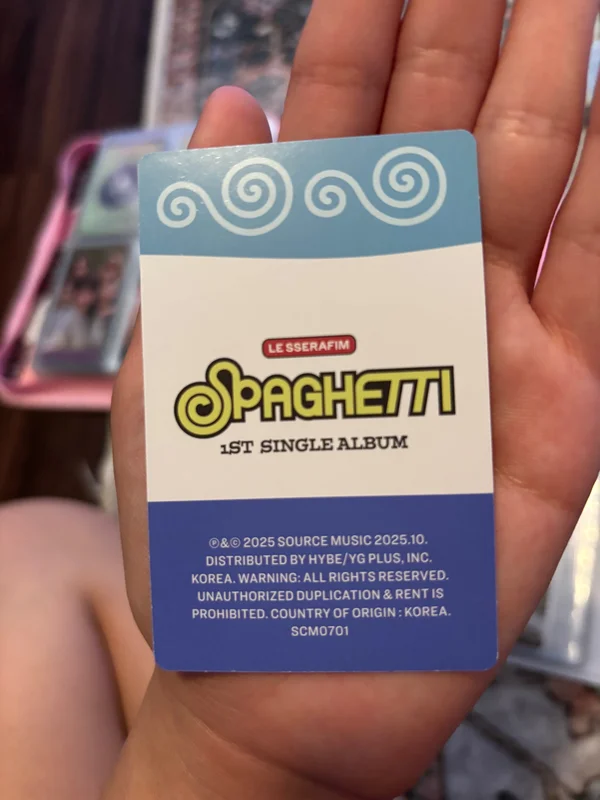 LE SSERAFIM
SPAGHETTI
1ST SINGLE ALBUM
℗&© 2025 SOURCE MUSIC 2025.10.
DISTRIBUTED BY HYBE/YG PLUS, INC.
KOREA. WARNING: ALL RIGHTS RESERVED.
UNAUTHORIZED DUPLICATION & RENT IS
PROHIBITED. COUNTRY OF ORIGIN : KOREA.
SCM0701